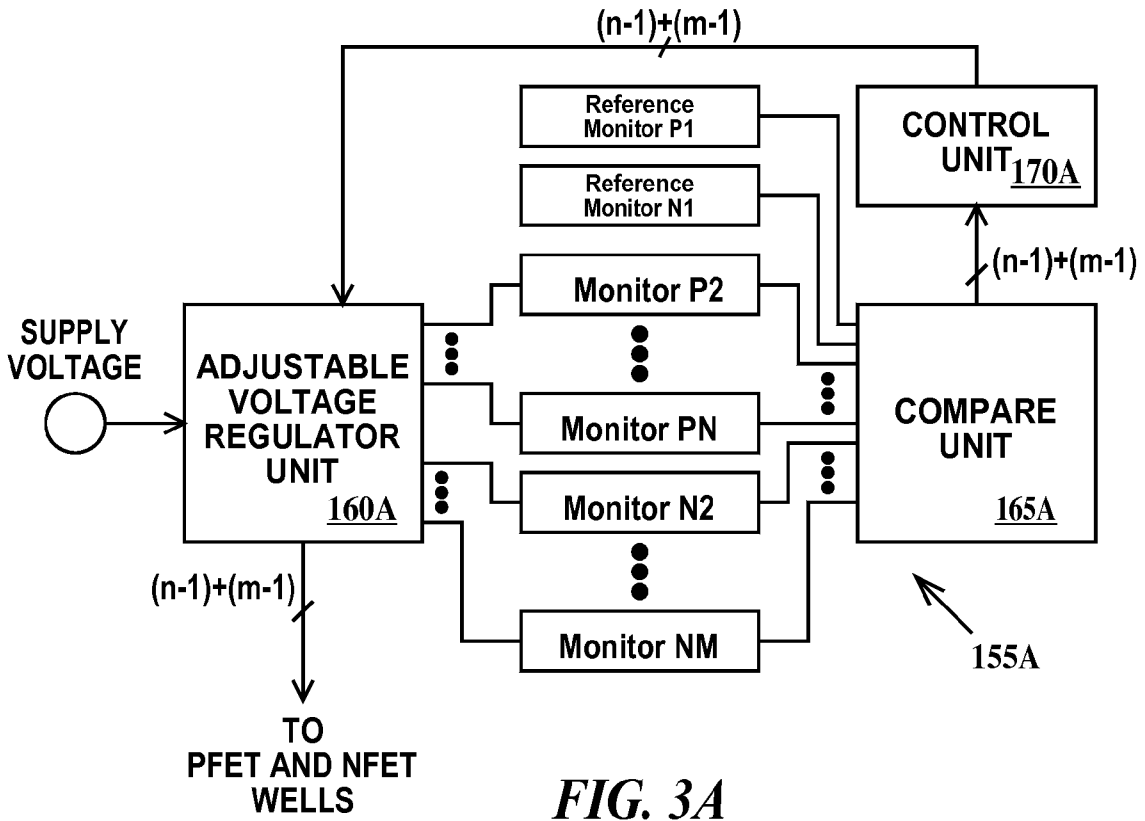 (n-1)+(m-1)
Reference
Monitor P1
CONTROL
UNIT
170A
Reference
Monitor N1
(n-1)+(m-1)
Monitor P2
SUPPLY
VOLTAGE
ADJUSTABLE
VOLTAGE
REGULATOR
UNIT
160A
Monitor PN
COMPARE
UNIT
165A
Monitor N2
(n-1)+(m-1)
Monitor NM
155A
TO
PFET AND NFET
WELLS
FIG. 3A